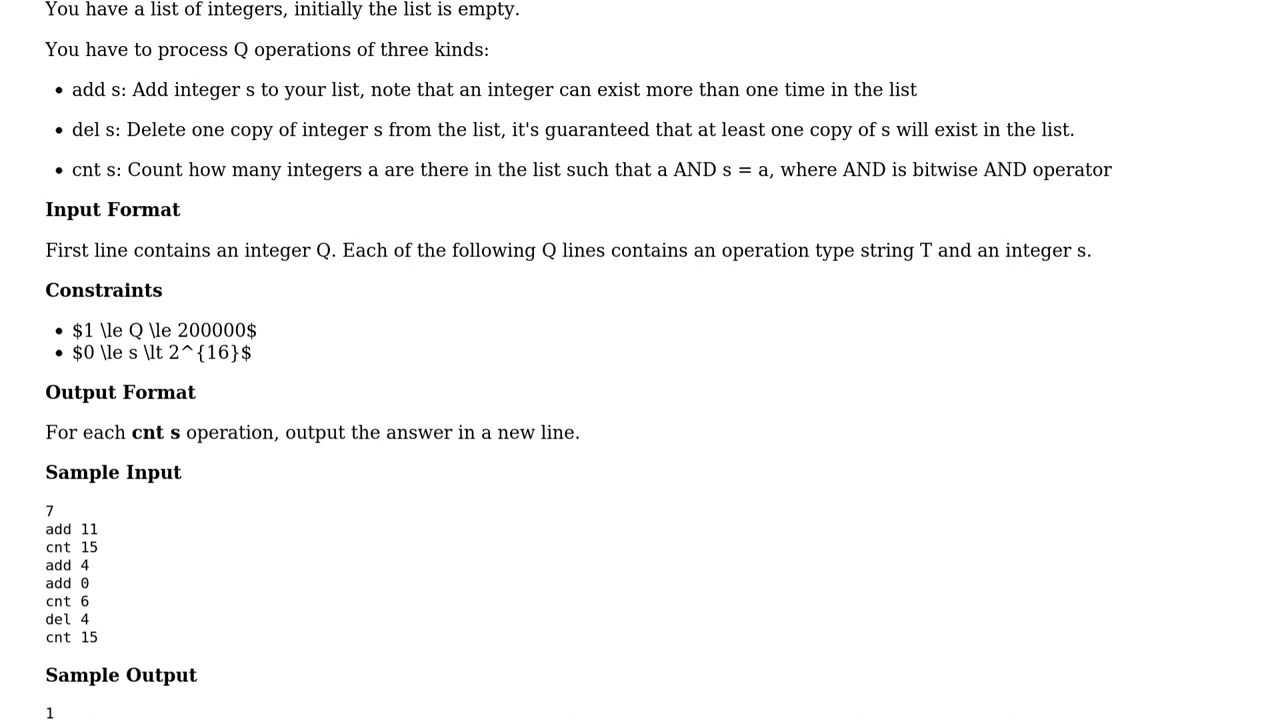 You have a list of integers, initially the list is empty.
You have to process Q operations of three kinds:
• add s: Add integer s to your list, note that an integer can exist more than one time in the list
• del s: Delete one copy of integer s from the list, it's guaranteed that at least one copy of s will exist in the list.
• cnt s: Count how many integers a are there in the list such that a AND s = a, where AND is bitwise AND operator
Input Format
First line contains an integer Q. Each of the following Q lines contains an operation type string T and an integer s.
Constraints
• $1 \le Q \le 200000$
• $0 \le s \lt 2^{16}$
Output Format
For each cnt s operation, output the answer in a new line.
Sample Input
7
add 11
cnt 15
add 4
add 0
cnt 6
del 4
cnt 15
Sample Output
1